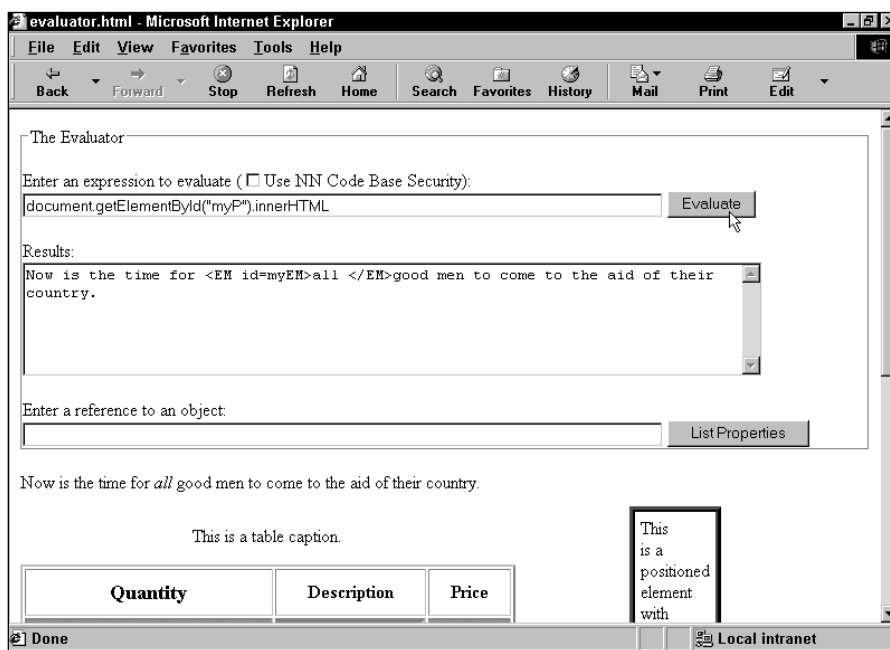 evaluator.html - Microsoft Internet Explorer
File Edit View Favorites Tools Help
Back Forward Stop Refresh Home Search Favorites History Mail Print Edit
The Evaluator
Enter an expression to evaluate ( Use NN Code Base Security):
document.getElementById("myP").innerHTML Evaluate
Results:
Now is the time for <EM id=myEM>all </EM>good men to come to the aid of their
country.
Enter a reference to an object:
List Properties
Now is the time for all good men to come to the aid of their country.
This is a table caption.
Quantity Description Price
This
is a
positioned
element
with
Done Local intranet